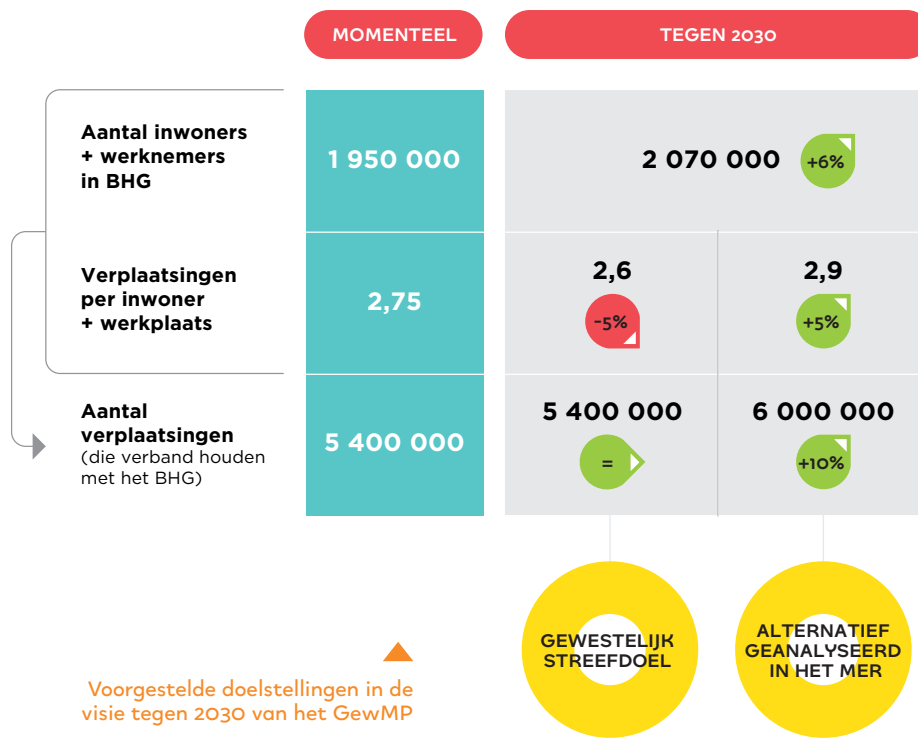 MOMENTEEL
TEGEN 2030
Aantal inwoners
+ werknemers
in BHG
1 950 000
2 070 000
+6%
Verplaatsingen
per inwoner
+ werkplaats
2,75
2,6
-5%
2,9
+5%
Aantal
verplaatsingen
(die verband houden
met het BHG)
5 400 000
5 400 000
=
6 000 000
+10%
GEWESTELIJK
STREEFDOEL
ALTERNATIEF
GEANALYSEERD
IN HET MER
Voorgestelde doelstellingen in de
visie tegen 2030 van het GewMP